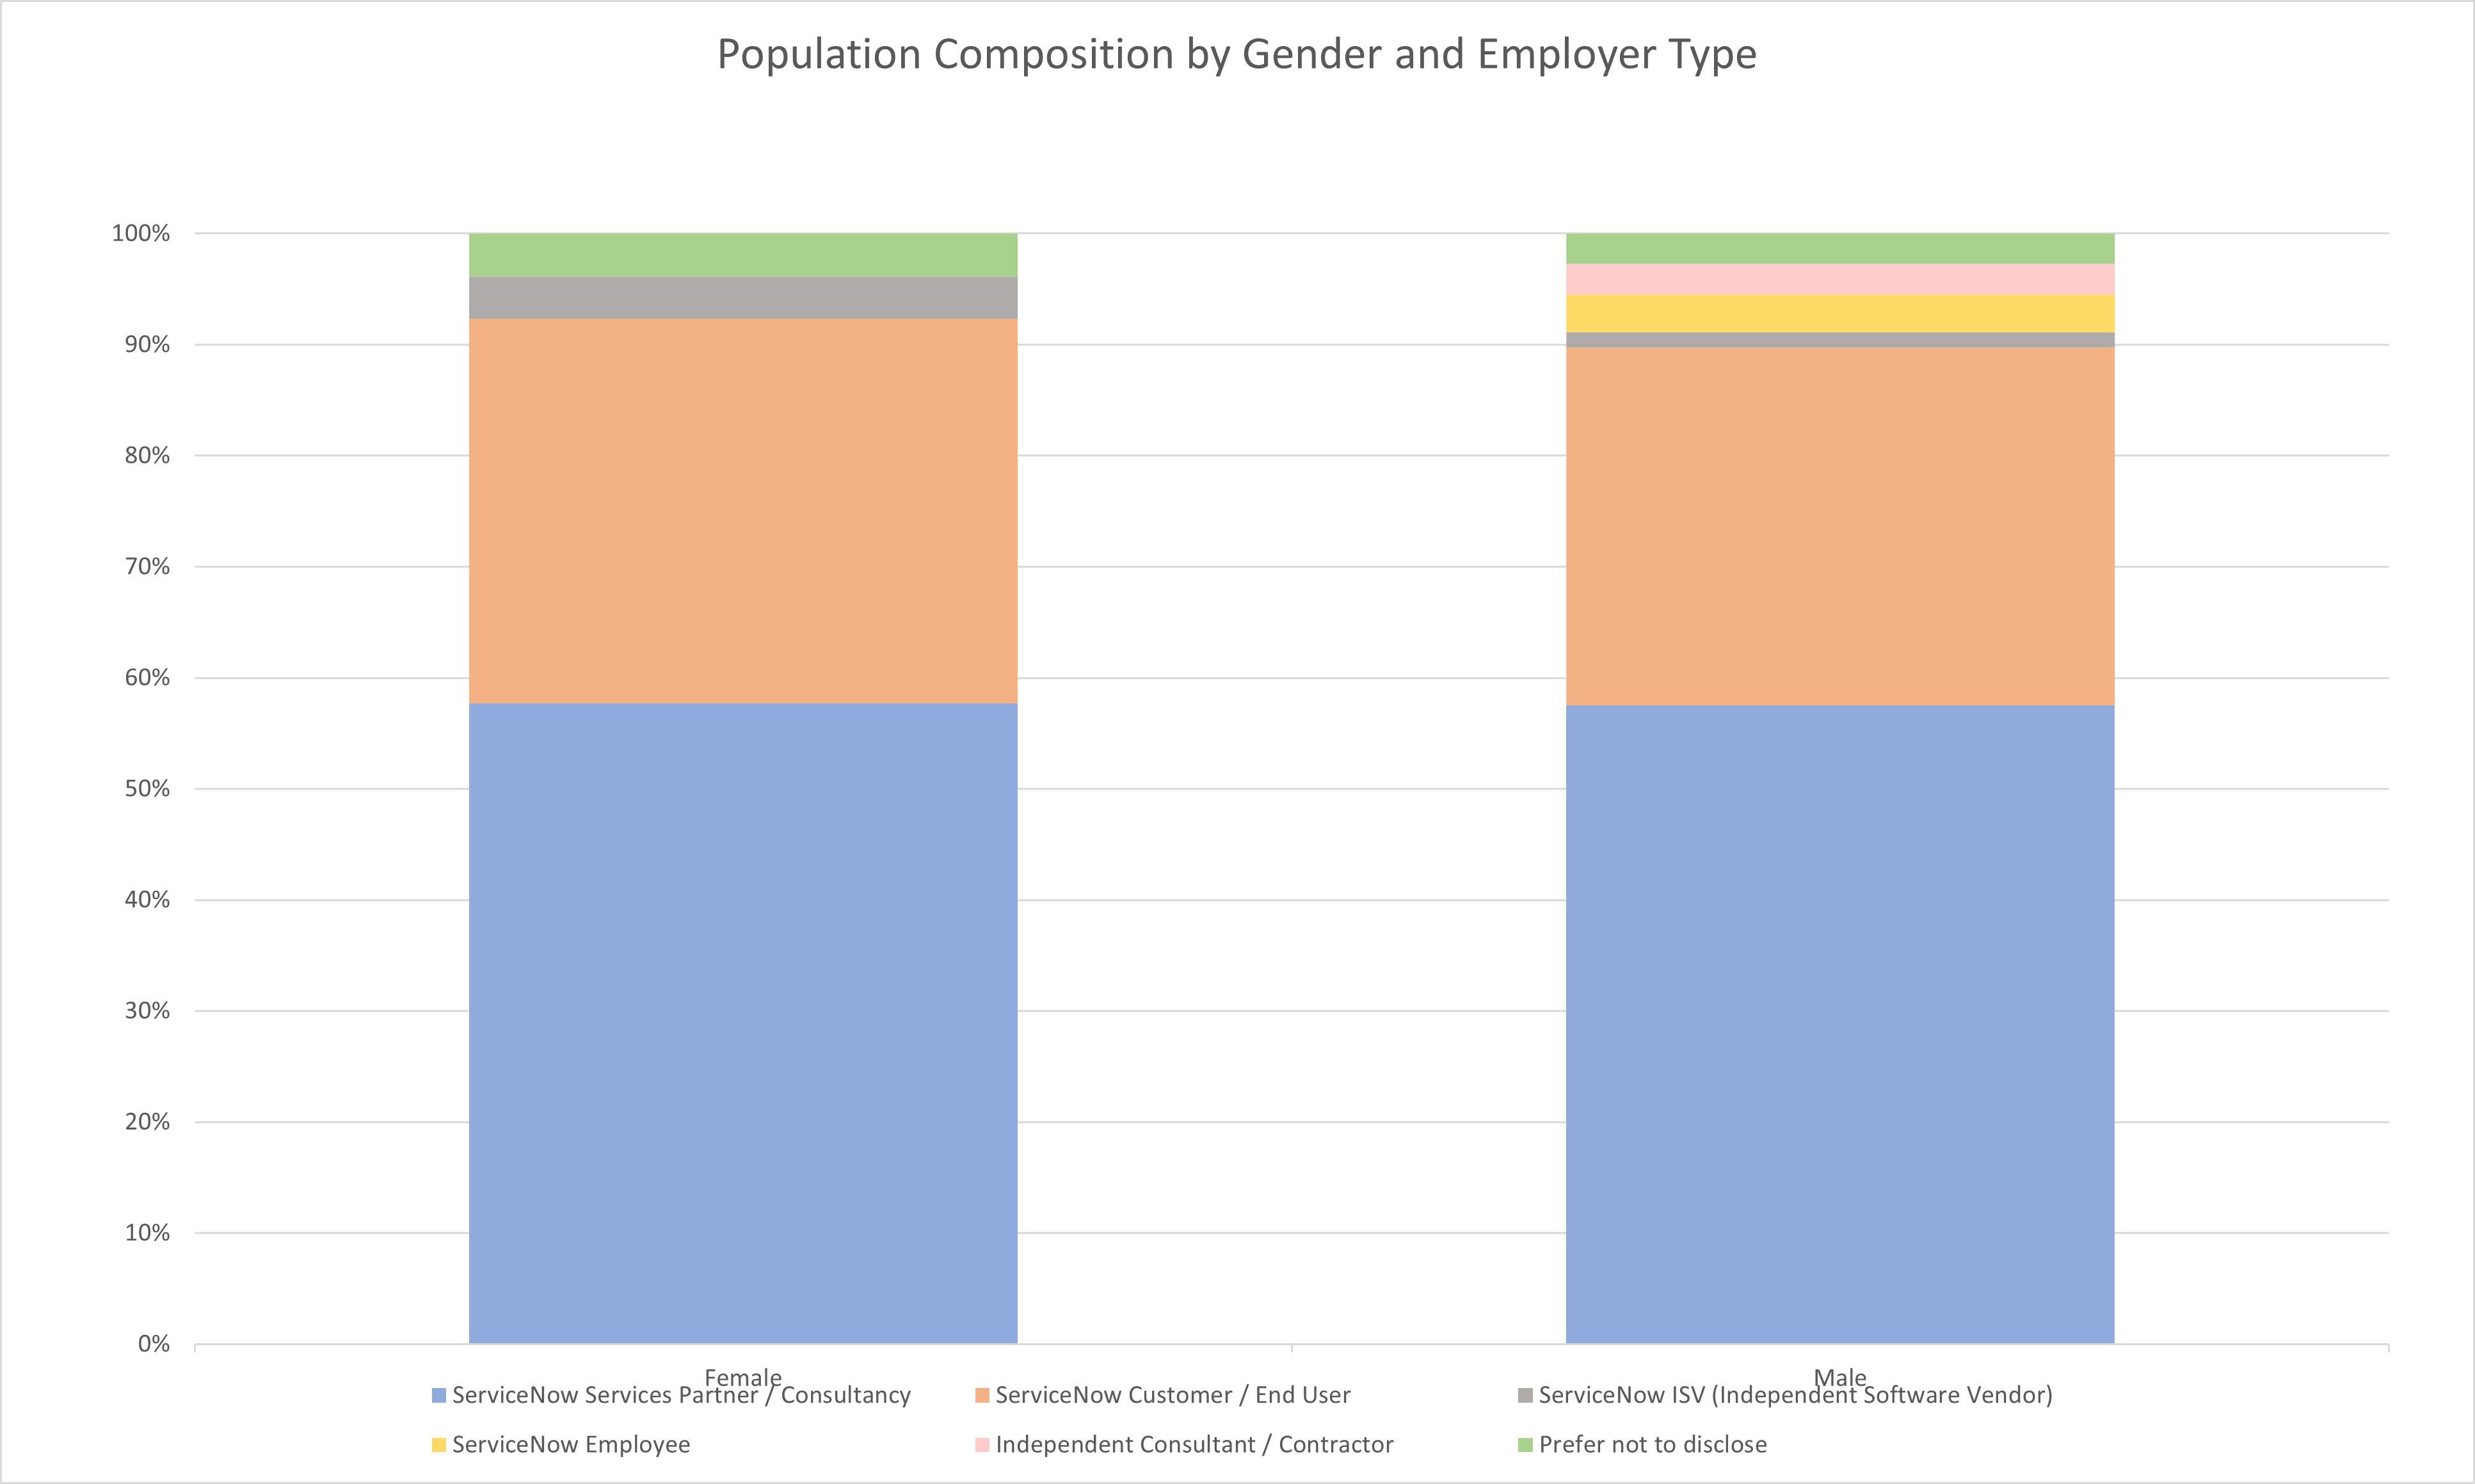 Population Composition by Gender and Employer Type
100%
90%
80%
70%
60%
50%
40%
30%
20%
10%
0%
Female
Male
ServiceNow Services Partner / Consultancy
ServiceNow Customer / End User
ServiceNow ISV (Independent Software Vendor)
ServiceNow Employee
Independent Consultant / Contractor
Prefer not to disclose